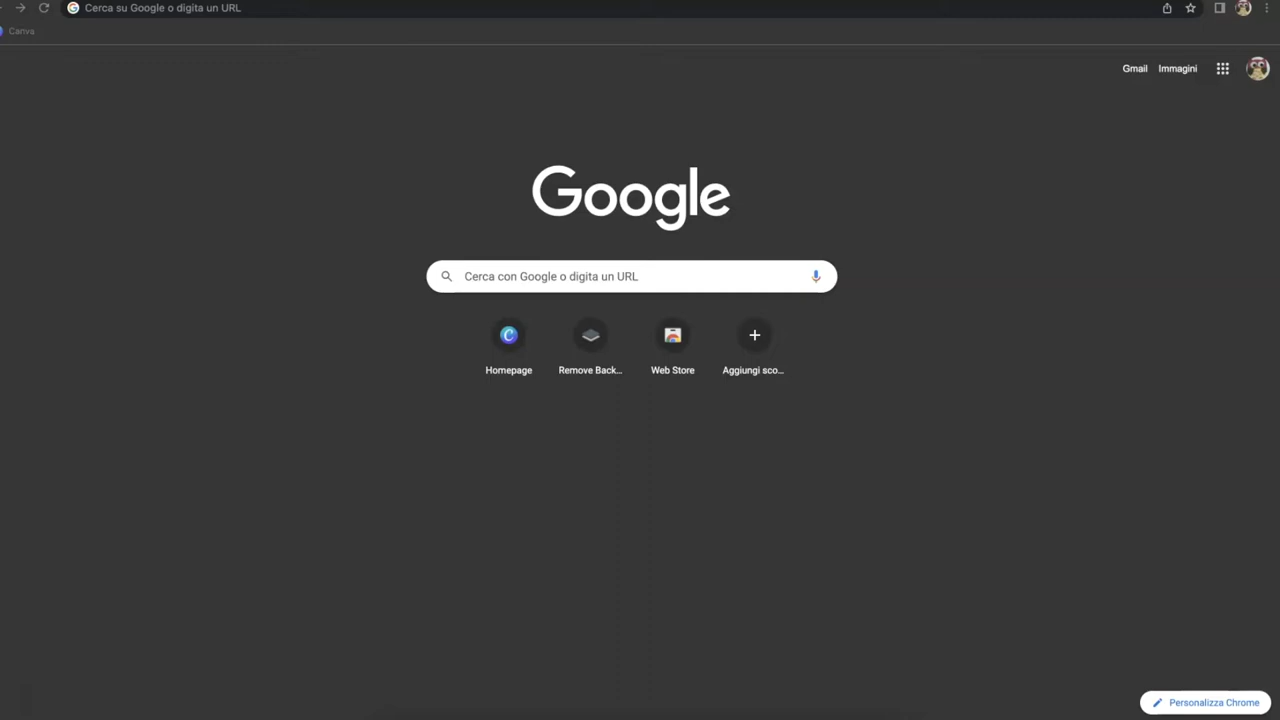 Cerca su Google o digita un URL
Canva
Gmail Immagini
Google
Cerca con Google o digita un URL
Homepage Remove Back... Web Store Aggiungi sco...
Personalizza Chrome